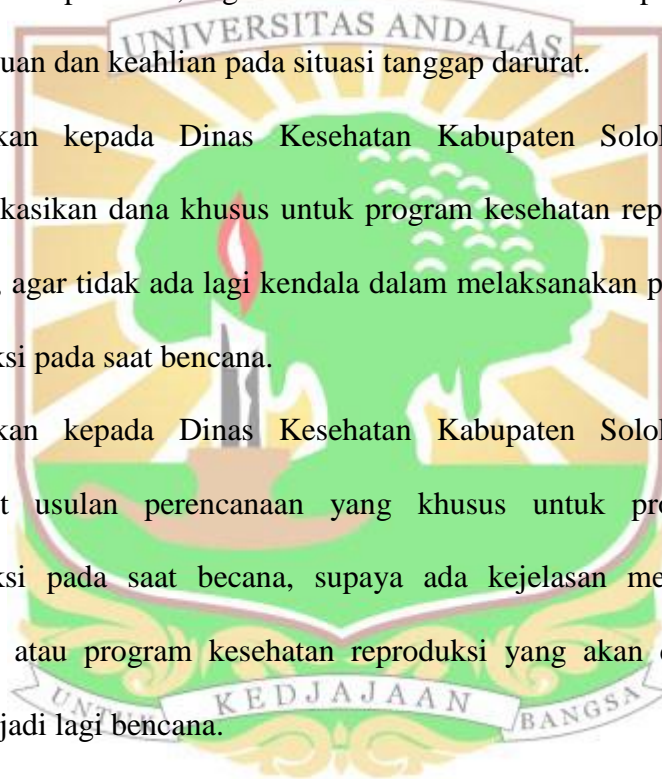 UNIVERSITAS ANDALAS
uan dan keahlian pada situasi tanggap darurat.
kan kepada Dinas Kesehatan Kabupaten Solok
kasikan dana khusus untuk program kesehatan rep
agar tidak ada lagi kendala dalam melaksanakan p
ksi pada saat bencana.
kan kepada Dinas Kesehatan Kabupaten Solok
t usulan perencanaan yang khusus untuk pro
ksi pada saat becana, supaya ada kejelasan me
atau program kesehatan reproduksi yang akan
UNTUK KEDJAJAAN BANGSA
jadi lagi bencana.